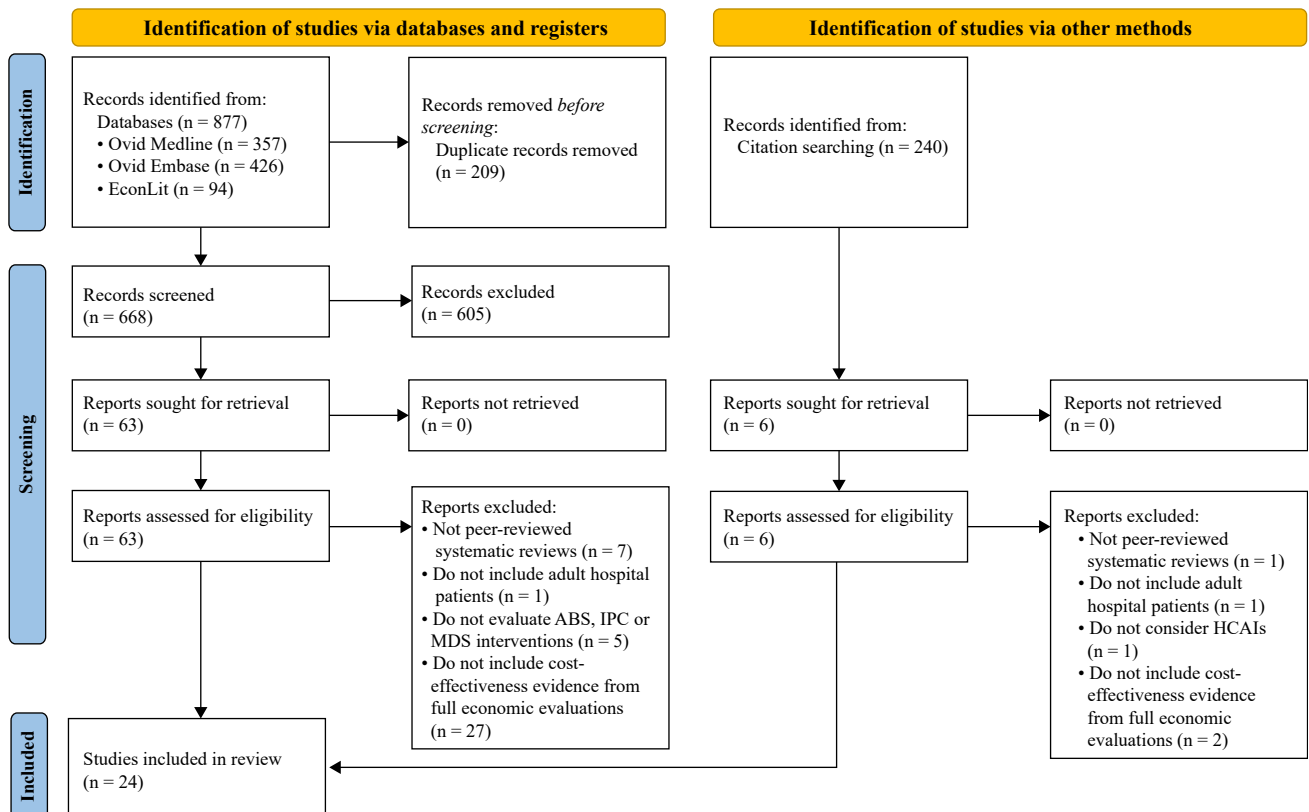 Identification of studies via databases and registers
Identification of studies via other methods
Identification
Records identified from:
Databases (n = 877)
• Ovid Medline (n = 357)
• Ovid Embase (n = 426)
• EconLit (n = 94)
Records removed before
screening:
Duplicate records removed
(n = 209)
Records identified from:
Citation searching (n = 240)
Screening
Records screened
(n = 668)
Records excluded
(n = 605)
Reports sought for retrieval
(n = 63)
Reports not retrieved
(n = 0)
Reports sought for retrieval
(n = 6)
Reports not retrieved
(n = 0)
Reports assessed for eligibility
(n = 63)
Reports excluded:
• Not peer-reviewed
systematic reviews (n = 7)
• Do not include adult hospital
patients (n = 1)
• Do not evaluate ABS, IPC or
MDS interventions (n = 5)
• Do not include cost-
effectiveness evidence from
full economic evaluations
(n = 27)
Reports assessed for eligibility
(n = 6)
Reports excluded:
• Not peer-reviewed
systematic reviews (n = 1)
• Do not include adult
hospital patients (n = 1)
• Do not consider HCAIs
(n = 1)
• Do not include cost-
effectiveness evidence
from full economic
evaluations (n = 2)
Included
Studies included in review
(n = 24)